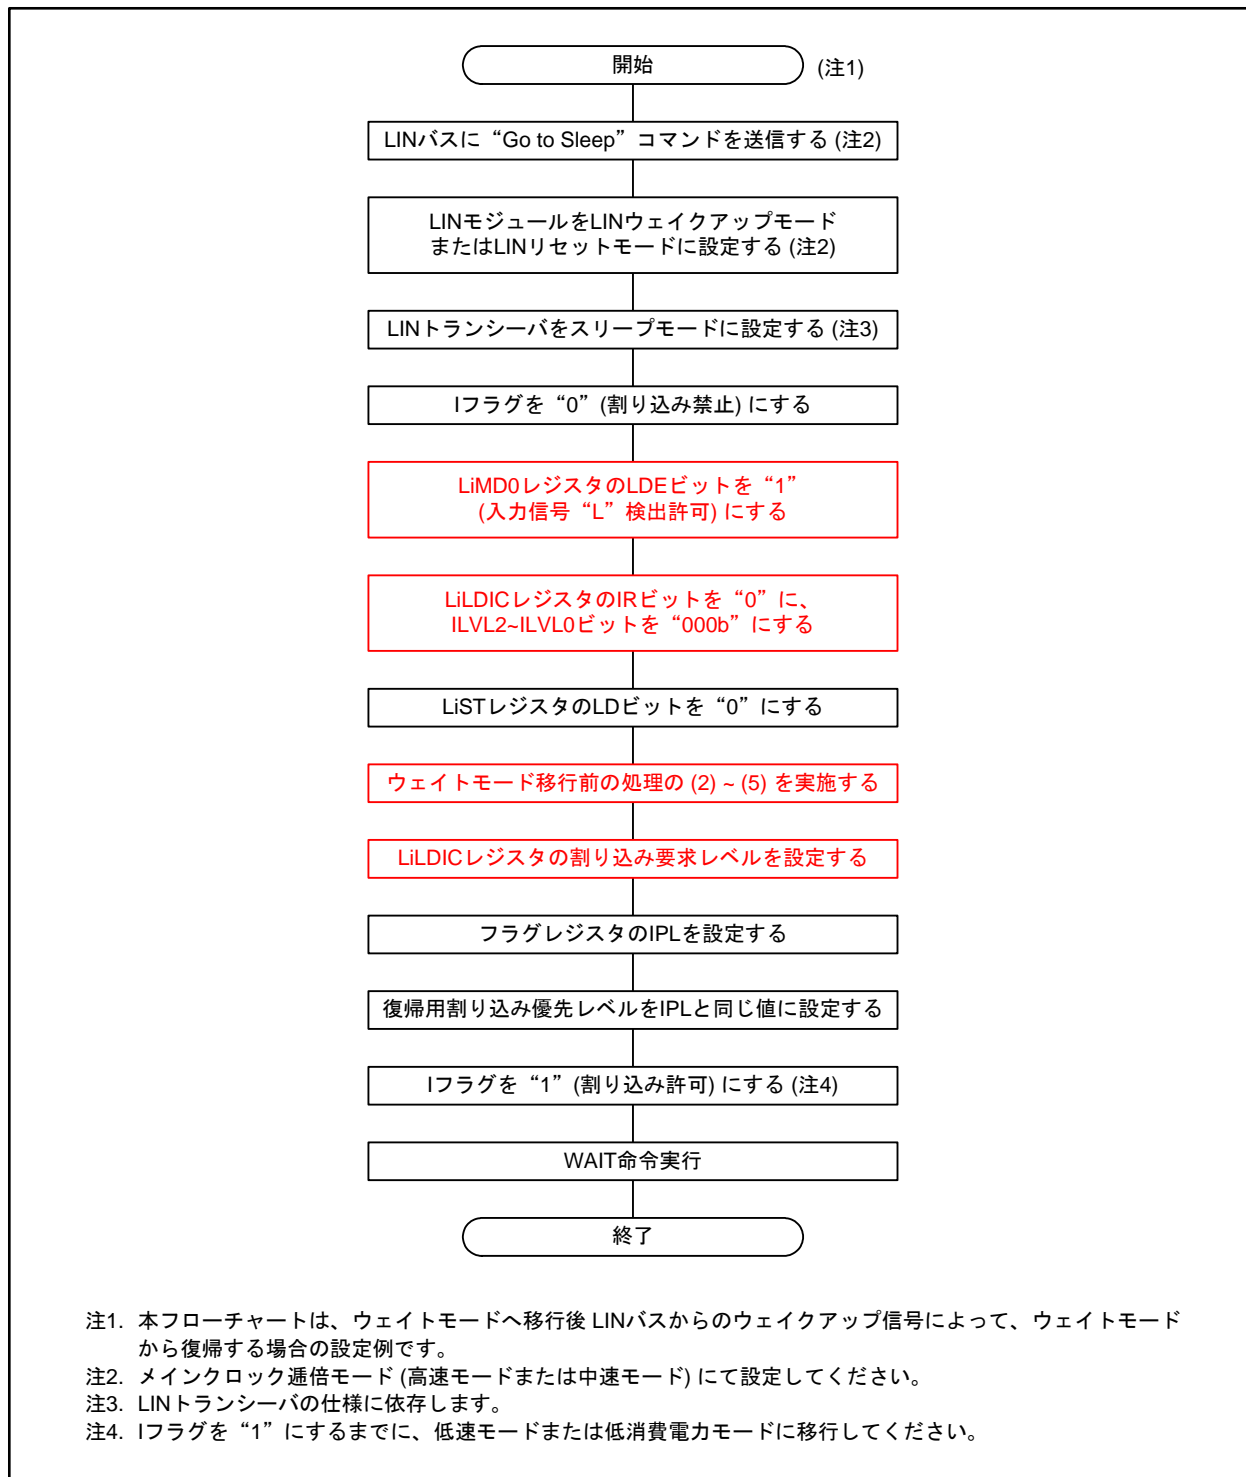 開始
(注1)
LINバスに“Go to Sleep”コマンドを送信する (注2)
LINモジュールをLINウェイクアップモード
またはLINリセットモードに設定する (注2)
LINトランシーバをスリープモードに設定する (注3)
Iフラグを“0” (割り込み禁止) にする
LiMD0レジスタのLDEビットを“1”
(入力信号“L”検出許可) にする
LiLDICレジスタのIRビットを“0”に、
ILVL2~ILVL0ビットを“000b”にする
LiSTレジスタのLDビットを“0”にする
ウェイトモード移行前の処理の (2) ~ (5) を実施する
LiLDICレジスタの割り込み要求レベルを設定する
フラグレジスタのIPLを設定する
復帰用割り込み優先レベルをIPLと同じ値に設定する
Iフラグを“1” (割り込み許可) にする (注4)
WAIT命令実行
終了
注1. 本フローチャートは、ウェイトモードへ移行後 LINバスからのウェイクアップ信号によって、ウェイトモード
から復帰する場合の設定例です。
注2. メインクロック逓倍モード (高速モードまたは中速モード) にて設定してください。
注3. LINトランシーバの仕様に依存します。
注4. Iフラグを“1”にするまでに、低速モードまたは低消費電力モードに移行してください。